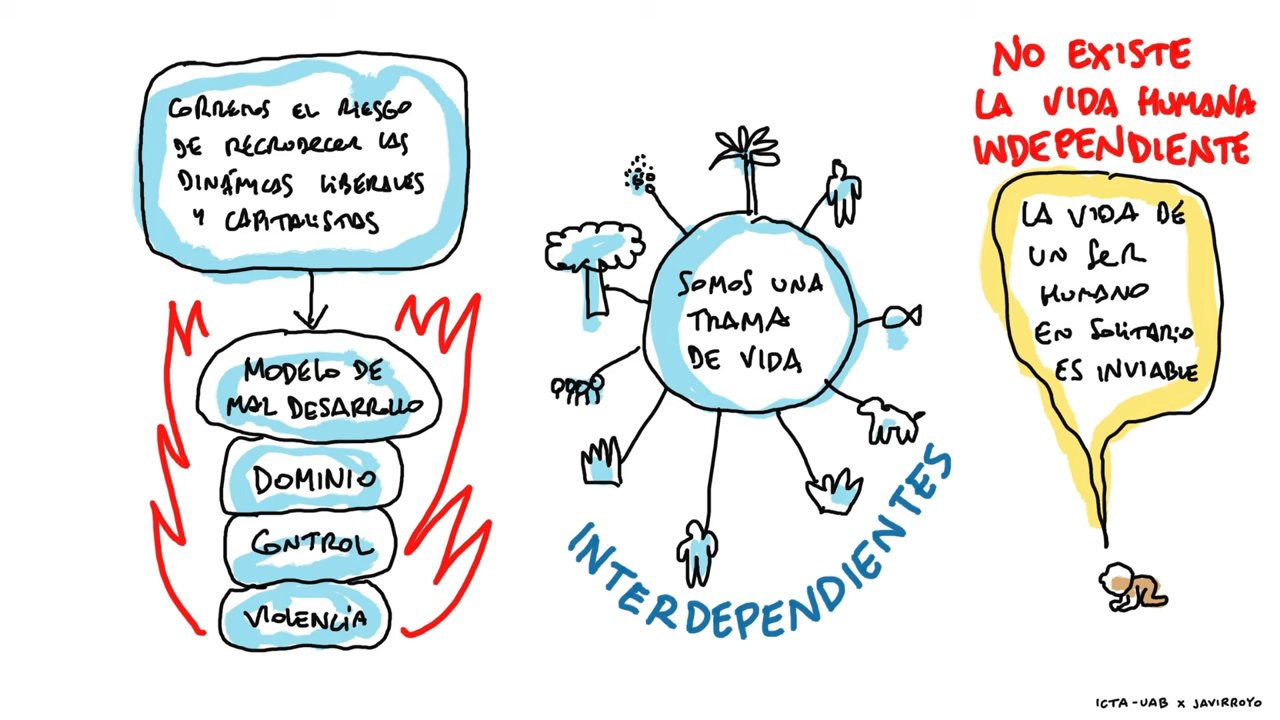 CORREMOS EL RIESGO
DE RECRUDECER LAS
DINÁMICAS LIBERALES
Y CAPITALISTAS
MODELO DE
MAL DESARROLLO
DOMINIO
CONTROL
VIOLENCIA
SOMOS UNA
TRAMA
DE VIDA
INTERDEPENDIENTES
NO EXISTE
LA VIDA HUMANA
INDEPENDIENTE
LA VIDA DE
UN SER
HUMANO
EN SOLITARIO
ES INVIABLE
ICTA-UAB x JAVIRROYO